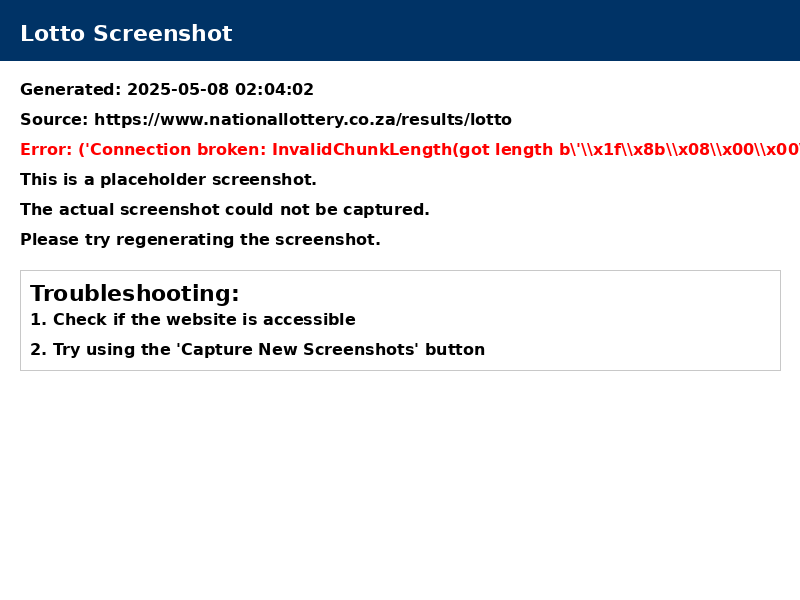 Lotto Screenshot
Generated: 2025-05-08 02:04:02
Source: https://www.nationallottery.co.za/results/lotto
Error: ('Connection broken: InvalidChunkLength(got length b\'\\x1f\\x8b\\x08\\x00\\x00\
This is a placeholder screenshot.
The actual screenshot could not be captured.
Please try regenerating the screenshot.
Troubleshooting:
1. Check if the website is accessible
2. Try using the 'Capture New Screenshots' button